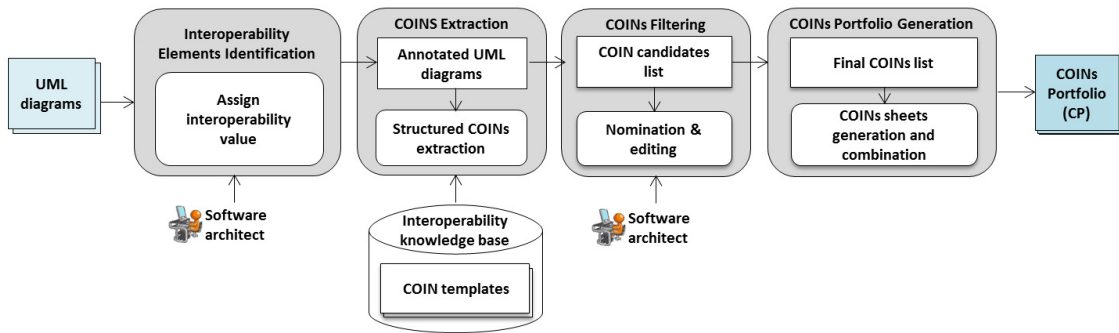 UML
diagrams
Interoperability
Elements Identification
Assign
interoperability
value
Software
architect
COINS Extraction
Annotated UML
diagrams
Structured COINs
extraction
Interoperability
knowledge base
COIN templates
COINs Filtering
COIN candidates
list
Nomination &
editing
Software
architect
COINs Portfolio Generation
Final COINs list
COINs sheets
generation and
combination
COINs
Portfolio
(CP)